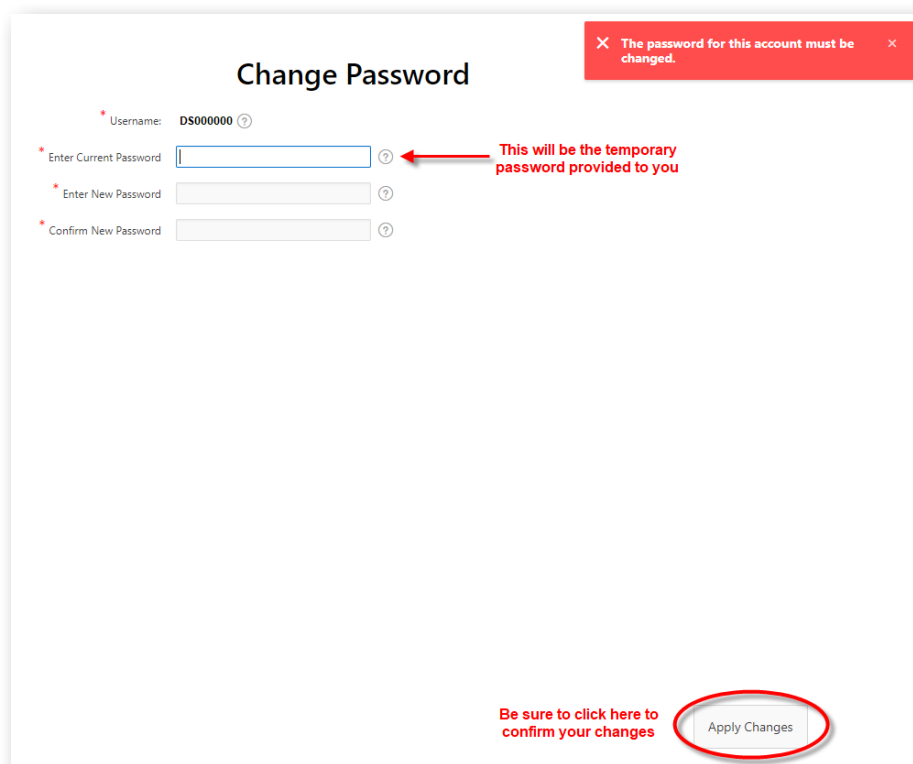 The password for this account must be
changed.
Change Password
* Username: DS000000
* Enter Current Password
This will be the temporary
password provided to you
* Enter New Password
* Confirm New Password
Be sure to click here to
confirm your changes
Apply Changes